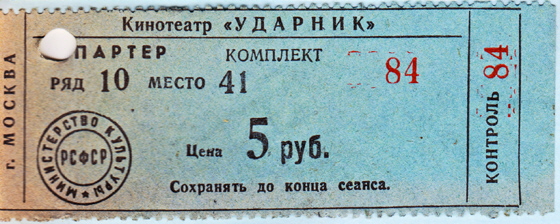 г. МОСКВА
Кинотеатр «УДАРНИК»
ПАРТЕР КОМПЛЕКТ
РЯД 10 МЕСТО 41 84
Цена 5 руб.
Сохранять до конца сеанса.
МИНИСТЕРСТВО КУЛЬТУРЫ
РСФСР
КОНТРОЛЬ 84